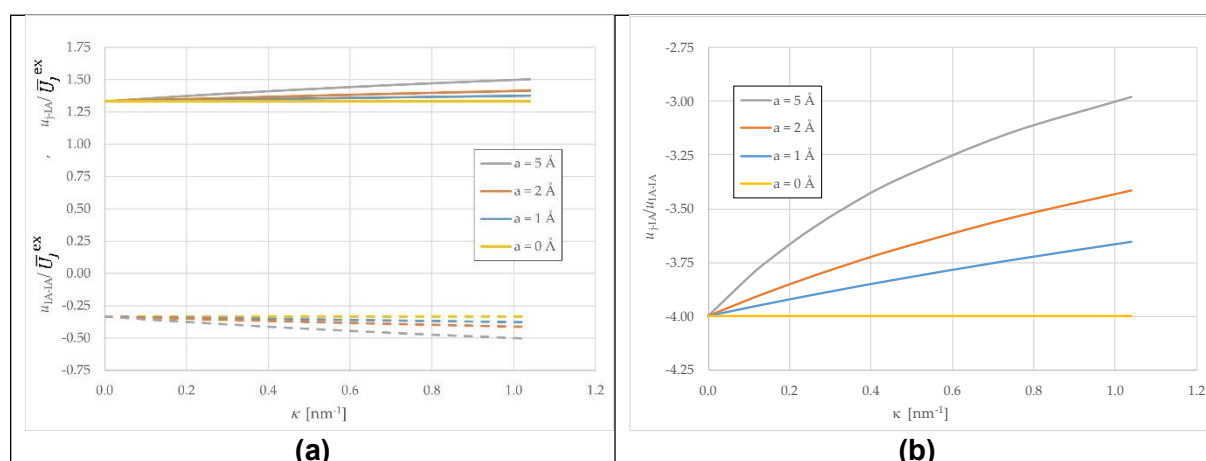 u_{IA-IA}/\overline{U}_J^{ex} , u_{j-IA}/\overline{U}_J^{ex}
1.75
1.50
1.25
1.00
0.75
0.50
0.25
0.00
-0.25
-0.50
-0.75
a = 5 Å
a = 2 Å
a = 1 Å
a = 0 Å
0.0 0.2 0.4 0.6 0.8 1.0 1.2
κ [nm⁻¹]
(a)
u_{j-IA}/u_{IA-IA}
-2.75
-3.00
-3.25
-3.50
-3.75
-4.00
-4.25
a = 5 Å
a = 2 Å
a = 1 Å
a = 0 Å
0.0 0.2 0.4 0.6 0.8 1.0 1.2
κ [nm⁻¹]
(b)